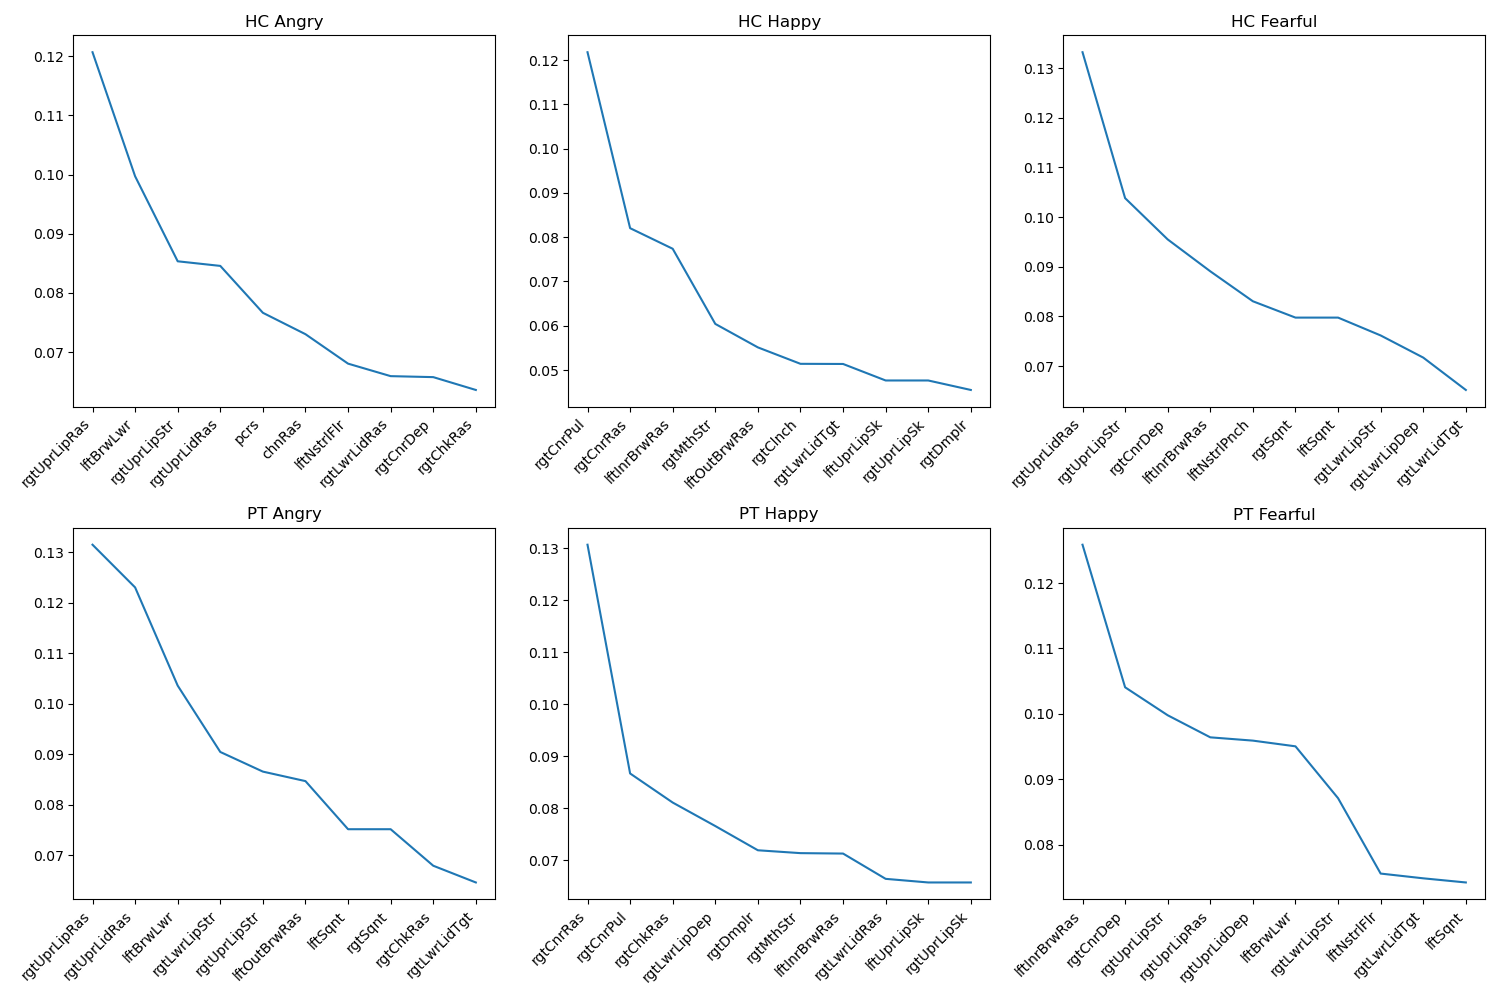 HC Angry
0.12
0.11
0.10
0.09
0.08
0.07
rgtUprLipRas
lftBrwLwr
rgtUprLipStr
rgtUprLidRas
pcrs
chnRas
lftNstrlFlr
rgtLwrLidRas
rgtCnrDep
rgtChkRas
HC Happy
0.12
0.11
0.10
0.09
0.08
0.07
0.06
0.05
rgtCnrPul
rgtCnrRas
lftInrBrwRas
rgtMthStr
lftOutBrwRas
rgtClnch
rgtLwrLidTgt
lftUprLipSk
rgtUprLipSk
rgtDmplr
HC Fearful
0.13
0.12
0.11
0.10
0.09
0.08
0.07
rgtUprLidRas
rgtUprLipStr
rgtCnrDep
lftInrBrwRas
lftNstrlPnch
rgtSqnt
lftSqnt
rgtLwrLipStr
rgtLwrLipDep
rgtLwrLidTgt
PT Angry
0.13
0.12
0.11
0.10
0.09
0.08
0.07
rgtUprLipRas
rgtUprLidRas
lftBrwLwr
rgtLwrLipStr
rgtUprLipStr
lftOutBrwRas
lftSqnt
rgtSqnt
rgtChkRas
rgtLwrLidTgt
PT Happy
0.13
0.12
0.11
0.10
0.09
0.08
0.07
rgtCnrRas
rgtCnrPul
rgtChkRas
rgtLwrLipDep
rgtDmplr
rgtMthStr
lftInrBrwRas
rgtLwrLidRas
lftUprLipSk
rgtUprLipSk
PT Fearful
0.12
0.11
0.10
0.09
0.08
lftInrBrwRas
rgtCnrDep
rgtUprLipStr
rgtUprLipRas
rgtUprLidDep
lftBrwLwr
rgtLwrLipStr
lftNstrlFlr
rgtLwrLidTgt
lftSqnt